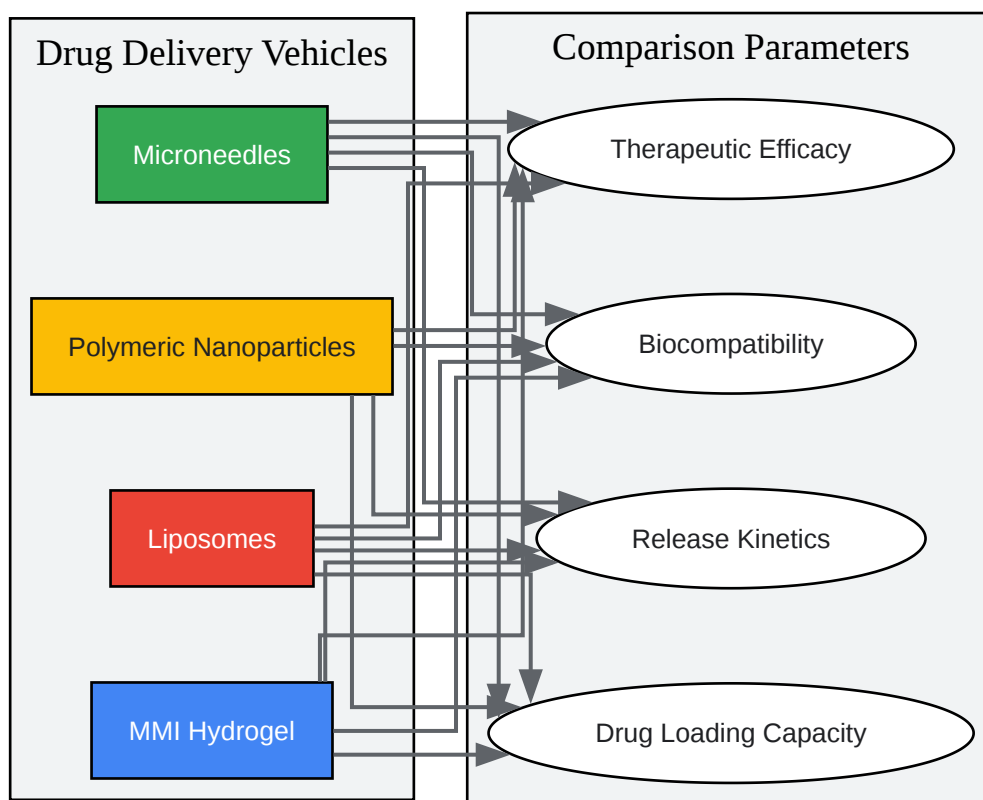 Drug Delivery Vehicles
Microneedles
Polymeric Nanoparticles
Liposomes
MMI Hydrogel
Comparison Parameters
Therapeutic Efficacy
Biocompatibility
Release Kinetics
Drug Loading Capacity